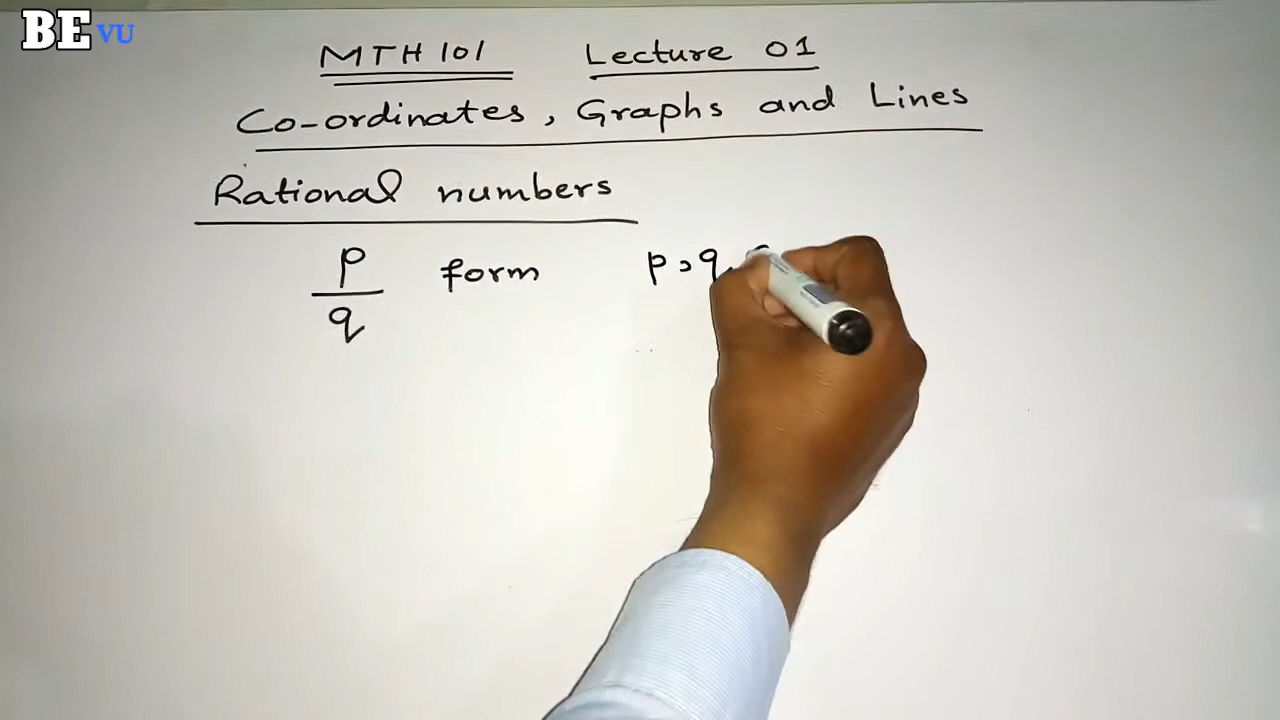 BE VU
MTH 101 Lecture 01
Co-ordinates, Graphs and Lines
Rational numbers
p/q form p, q